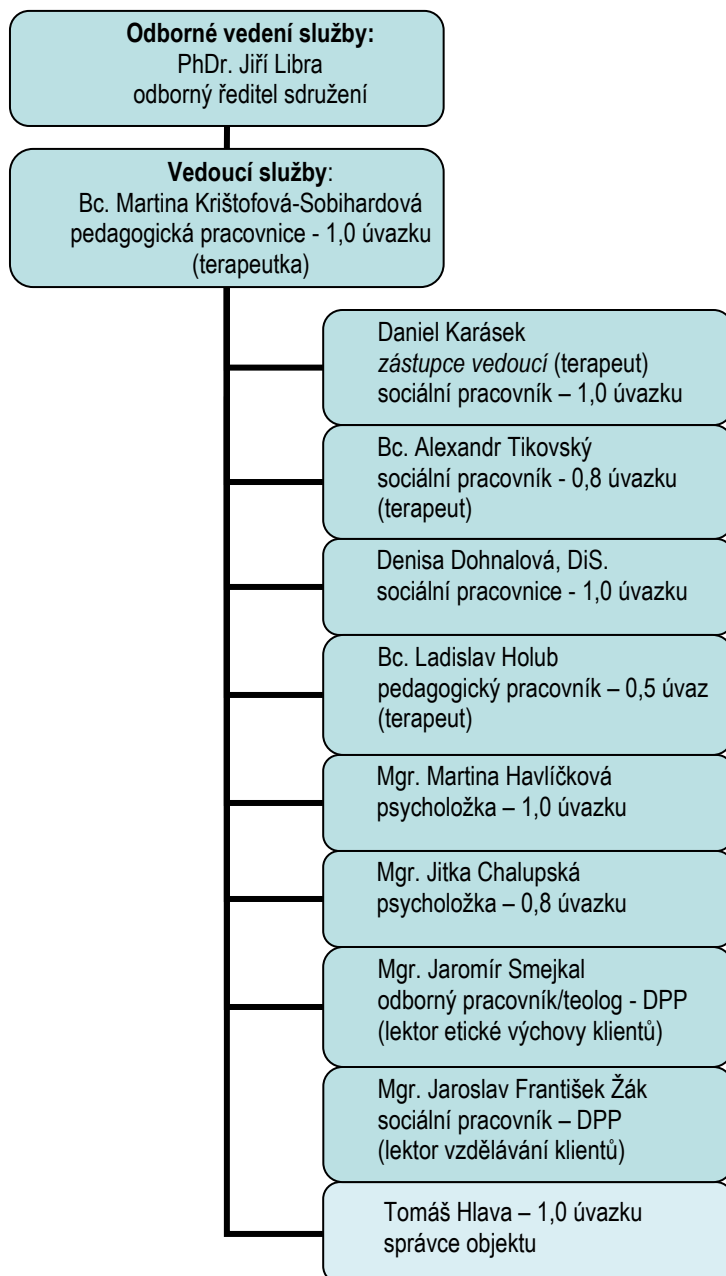 Odborné vedení služby:
PhDr. Jiří Libra
odborný ředitel sdružení
Vedoucí služby:
Bc. Martina Krištofová-Sobihardová
pedagogická pracovnice - 1,0 úvazku
(terapeutka)
Daniel Karásek
zástupce vedoucí (terapeut)
sociální pracovník – 1,0 úvazku
Bc. Alexandr Tikovský
sociální pracovník - 0,8 úvazku
(terapeut)
Denisa Dohnalová, DiS.
sociální pracovnice - 1,0 úvazku
Bc. Ladislav Holub
pedagogický pracovník – 0,5 úvaz
(terapeut)
Mgr. Martina Havlíčková
psycholožka – 1,0 úvazku
Mgr. Jitka Chalupská
psycholožka – 0,8 úvazku
Mgr. Jaromír Smejkal
odborný pracovník/teolog - DPP
(lektor etické výchovy klientů)
Mgr. Jaroslav František Žák
sociální pracovník – DPP
(lektor vzdělávání klientů)
Tomáš Hlava – 1,0 úvazku
správce objektu